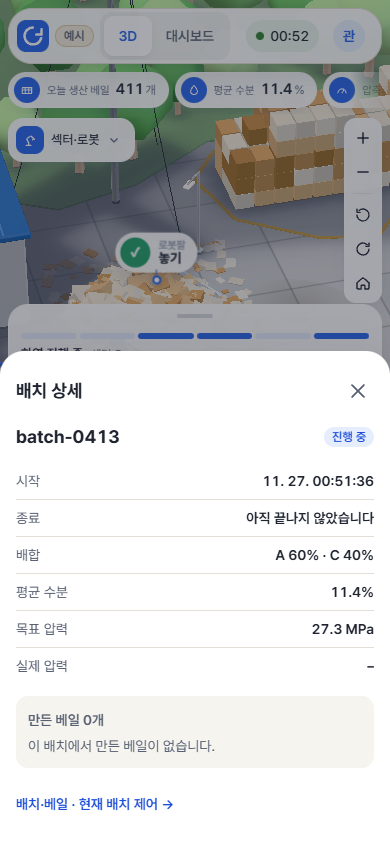 예시 3D 대시보드 00:52 관
오늘 생산 베일 411개 평균 수분 11.4%
섹터·로봇
로봇팔
놓기
배치 상세
batch-0413 진행 중
시작 11. 27. 00:51:36
종료 아직 끝나지 않았습니다
배합 A 60% · C 40%
평균 수분 11.4%
목표 압력 27.3 MPa
실제 압력 –
만든 베일 0개
이 배치에서 만든 베일이 없습니다.
배치·베일 · 현재 배치 제어 →